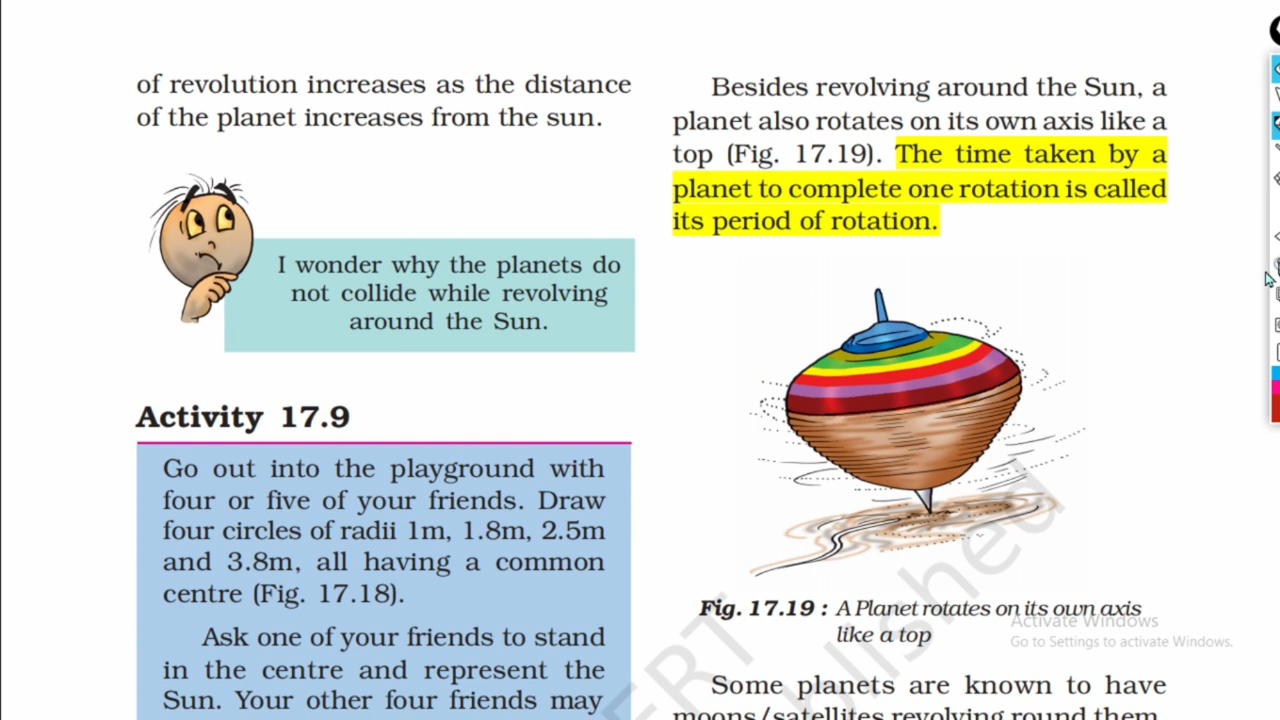 of revolution increases as the distance
of the planet increases from the sun.
I wonder why the planets do
not collide while revolving
around the Sun.
Activity 17.9
Go out into the playground with
four or five of your friends. Draw
four circles of radii 1m, 1.8m, 2.5m
and 3.8m, all having a common
centre (Fig. 17.18).
Ask one of your friends to stand
in the centre and represent the
Sun. Your other four friends may
Besides revolving around the Sun, a
planet also rotates on its own axis like a
top (Fig. 17.19). The time taken by a
planet to complete one rotation is called
its period of rotation.
Fig. 17.19 : A Planet rotates on its own axis
like a top
Activate Windows
Go to Settings to activate Windows.
Some planets are known to have
moons/satellites revolving round them.